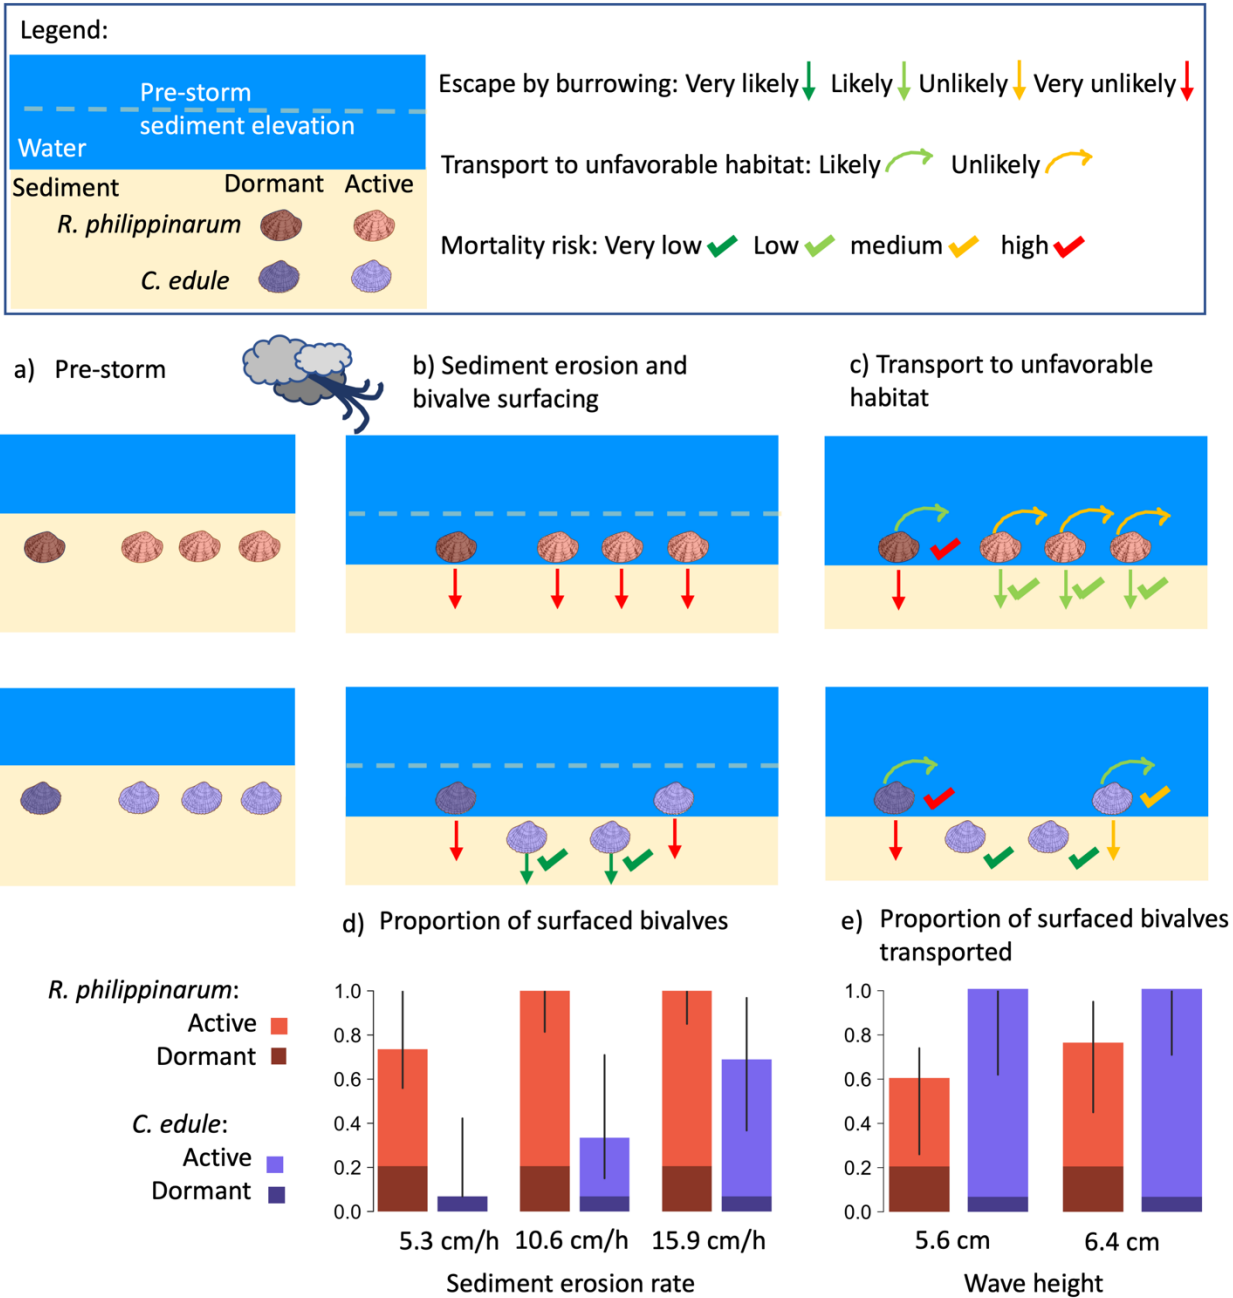 Legend:
Pre-storm
sediment elevation
Water
Sediment
Dormant Active
R. philippinarum
C. edule
Escape by burrowing: Very likely Likely Unlikely Very unlikely
Transport to unfavorable habitat: Likely Unlikely
Mortality risk: Very low Low medium high
a) Pre-storm
b) Sediment erosion and
bivalve surfacing
c) Transport to unfavorable
habitat
d) Proportion of surfaced bivalves
R. philippinarum:
Active
Dormant
C. edule:
Active
Dormant
1.0
0.8
0.6
0.4
0.2
0.0
5.3 cm/h 10.6 cm/h 15.9 cm/h
Sediment erosion rate
e) Proportion of surfaced bivalves
transported
1.0
0.8
0.6
0.4
0.2
0.0
5.6 cm 6.4 cm
Wave height